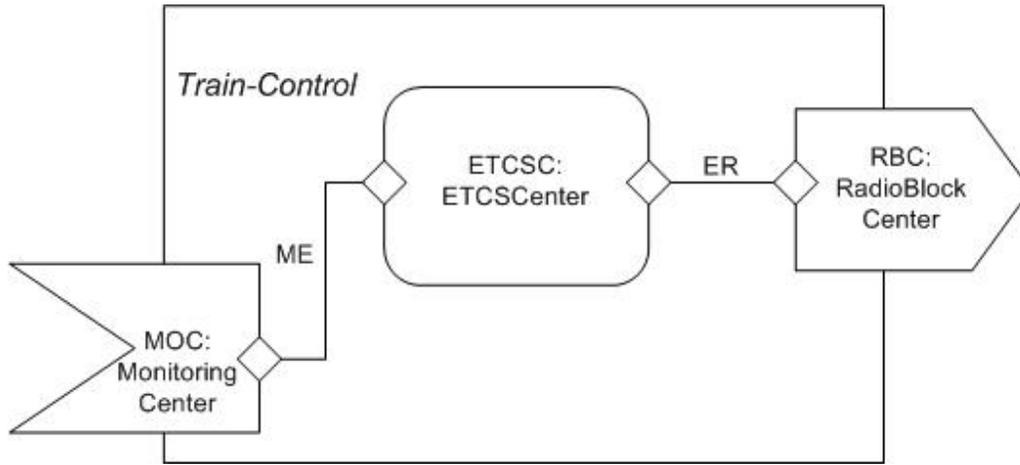 Train-Control
ETCSC:
ETCSCenter
ER
RBC:
RadioBlock
Center
ME
MOC:
Monitoring
Center